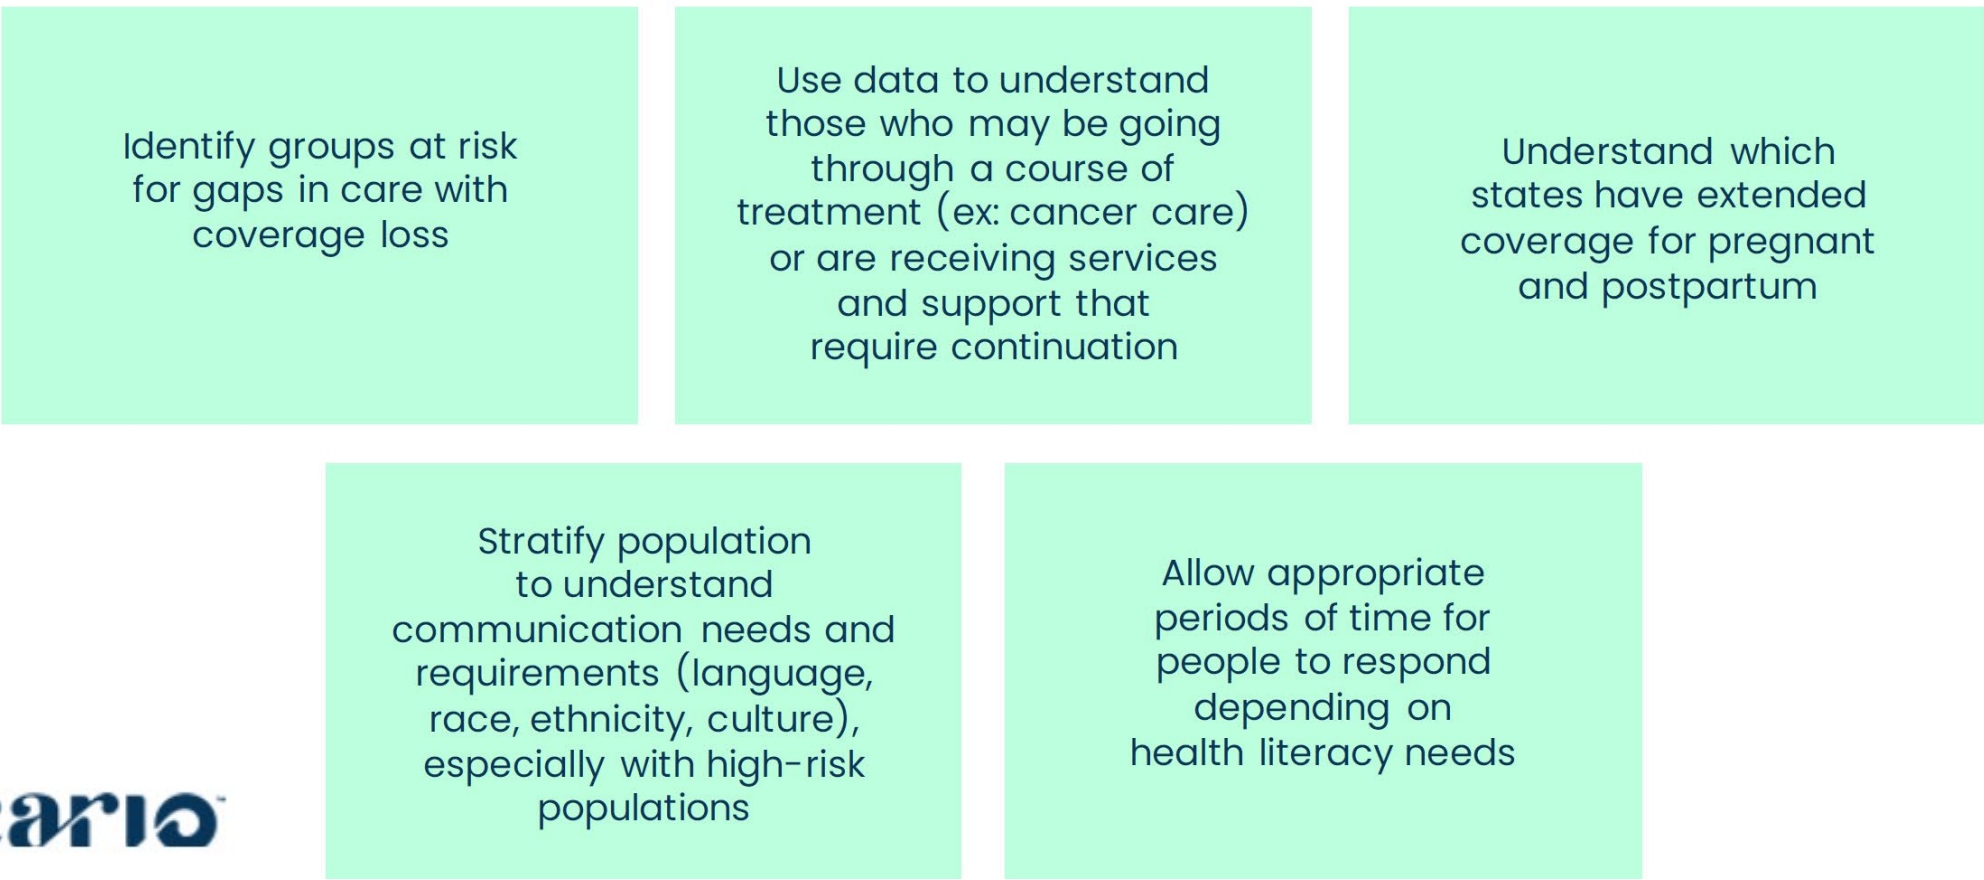 Identify groups at risk
for gaps in care with
coverage loss
Use data to understand
those who may be going
through a course of
treatment (ex: cancer care)
or are receiving services
and support that
require continuation
Understand which
states have extended
coverage for pregnant
and postpartum
Stratify population
to understand
communication needs and
requirements (language,
race, ethnicity, culture),
especially with high-risk
populations
Allow appropriate
periods of time for
people to respond
depending on
health literacy needs